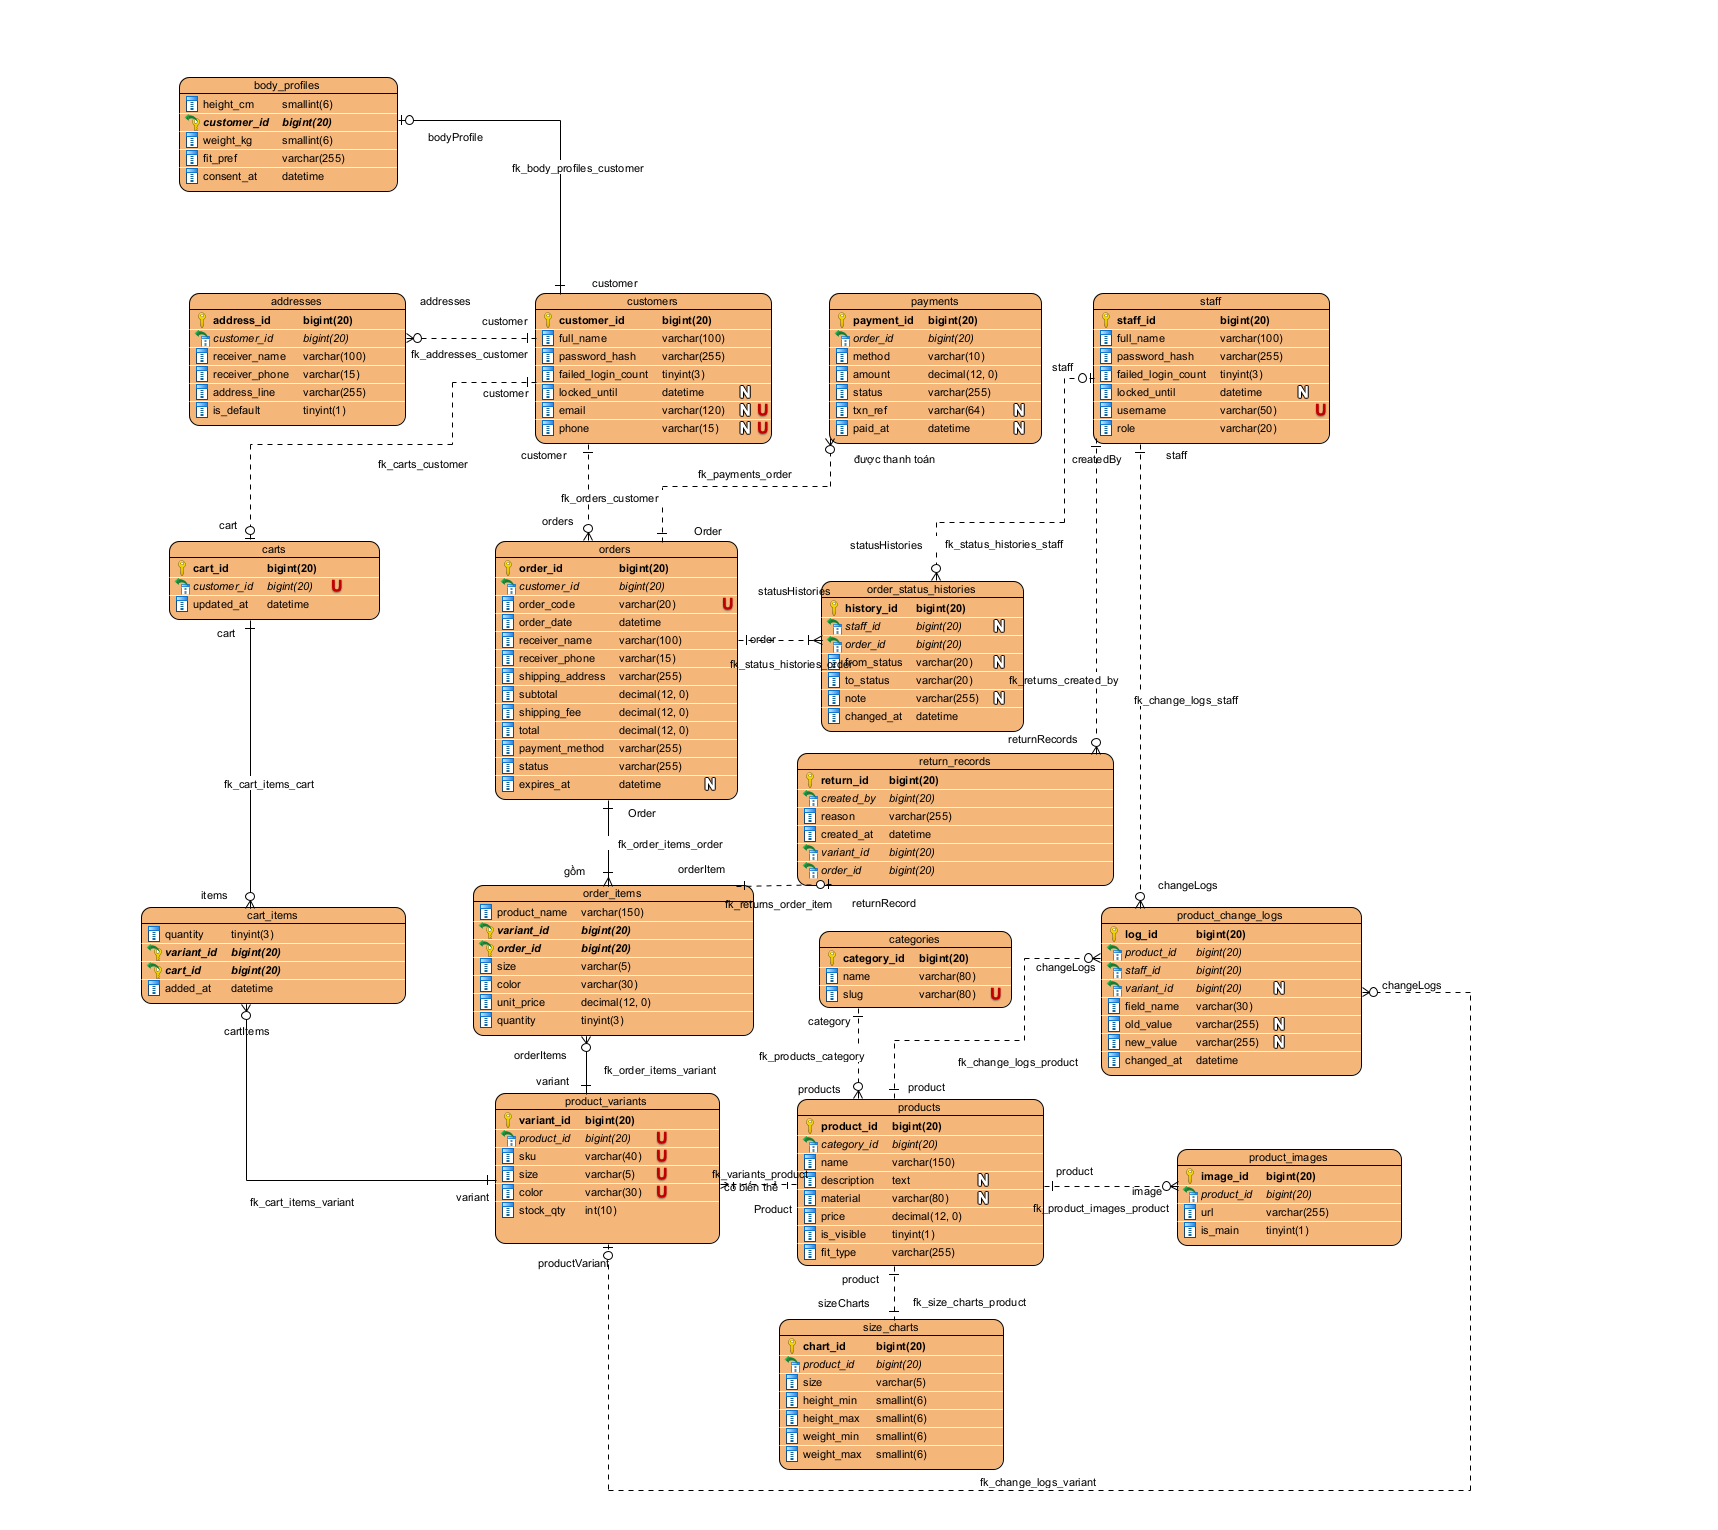 body_profiles
height_cm smallint(6)
customer_id bigint(20)
weight_kg smallint(6)
fit_pref varchar(255)
consent_at datetime
bodyProfile
fk_body_profiles_customer
customer
addresses
address_id bigint(20)
customer_id bigint(20)
receiver_name varchar(100)
receiver_phone varchar(15)
address_line varchar(255)
is_default tinyint(1)
addresses
customer
fk_addresses_customer
customer
fk_carts_customer
customers
customer_id bigint(20)
full_name varchar(100)
password_hash varchar(255)
failed_login_count tinyint(3)
locked_until datetime N
email varchar(120) N U
phone varchar(15) N U
customer
fk_orders_customer
orders
payments
payment_id bigint(20)
order_id bigint(20)
method varchar(10)
amount decimal(12, 0)
status varchar(255)
txn_ref varchar(64) N
paid_at datetime N
được thanh toán
fk_payments_order
Order
staff
staff_id bigint(20)
full_name varchar(100)
password_hash varchar(255)
failed_login_count tinyint(3)
locked_until datetime N
username varchar(50) U
role varchar(20)
staff
createdBy
staff
cart
carts
cart_id bigint(20)
customer_id bigint(20) U
updated_at datetime
cart
fk_cart_items_cart
items
orders
order_id bigint(20)
customer_id bigint(20)
order_code varchar(20) U
order_date datetime
receiver_name varchar(100)
receiver_phone varchar(15)
shipping_address varchar(255)
subtotal decimal(12, 0)
shipping_fee decimal(12, 0)
total decimal(12, 0)
payment_method varchar(255)
status varchar(255)
expires_at datetime N
statusHistories
fk_status_histories_staff
statusHistories
order
fk_status_histories_order
order_status_histories
history_id bigint(20)
staff_id bigint(20) N
order_id bigint(20)
from_status varchar(20) N
to_status varchar(20)
note varchar(255) N
changed_at datetime
fk_returns_created_by
fk_change_logs_staff
returnRecords
return_records
return_id bigint(20)
created_by bigint(20)
reason varchar(255)
created_at datetime
variant_id bigint(20)
order_id bigint(20)
Order
fk_order_items_order
gồm
orderItem
fk_returns_order_item
returnRecord
changeLogs
cart_items
quantity tinyint(3)
variant_id bigint(20)
cart_id bigint(20)
added_at datetime
cartItems
order_items
product_name varchar(150)
variant_id bigint(20)
order_id bigint(20)
size varchar(5)
color varchar(30)
unit_price decimal(12, 0)
quantity tinyint(3)
orderItems
fk_order_items_variant
variant
categories
category_id bigint(20)
name varchar(80)
slug varchar(80) U
category
fk_products_category
products
product_change_logs
log_id bigint(20)
product_id bigint(20)
staff_id bigint(20)
variant_id bigint(20) N
field_name varchar(30)
old_value varchar(255) N
new_value varchar(255) N
changed_at datetime
changeLogs
changeLogs
fk_change_logs_product
product
product_variants
variant_id bigint(20)
product_id bigint(20) U
sku varchar(40) U
size varchar(5) U
color varchar(30) U
stock_qty int(10)
variant
fk_cart_items_variant
productVariant
fk_variants_product
có biến thể
Product
products
product_id bigint(20)
category_id bigint(20)
name varchar(150)
description text N
material varchar(80) N
price decimal(12, 0)
is_visible tinyint(1)
fit_type varchar(255)
product
image
fk_product_images_product
product_images
image_id bigint(20)
product_id bigint(20)
url varchar(255)
is_main tinyint(1)
product
sizeCharts
fk_size_charts_product
size_charts
chart_id bigint(20)
product_id bigint(20)
size varchar(5)
height_min smallint(6)
height_max smallint(6)
weight_min smallint(6)
weight_max smallint(6)
fk_change_logs_variant